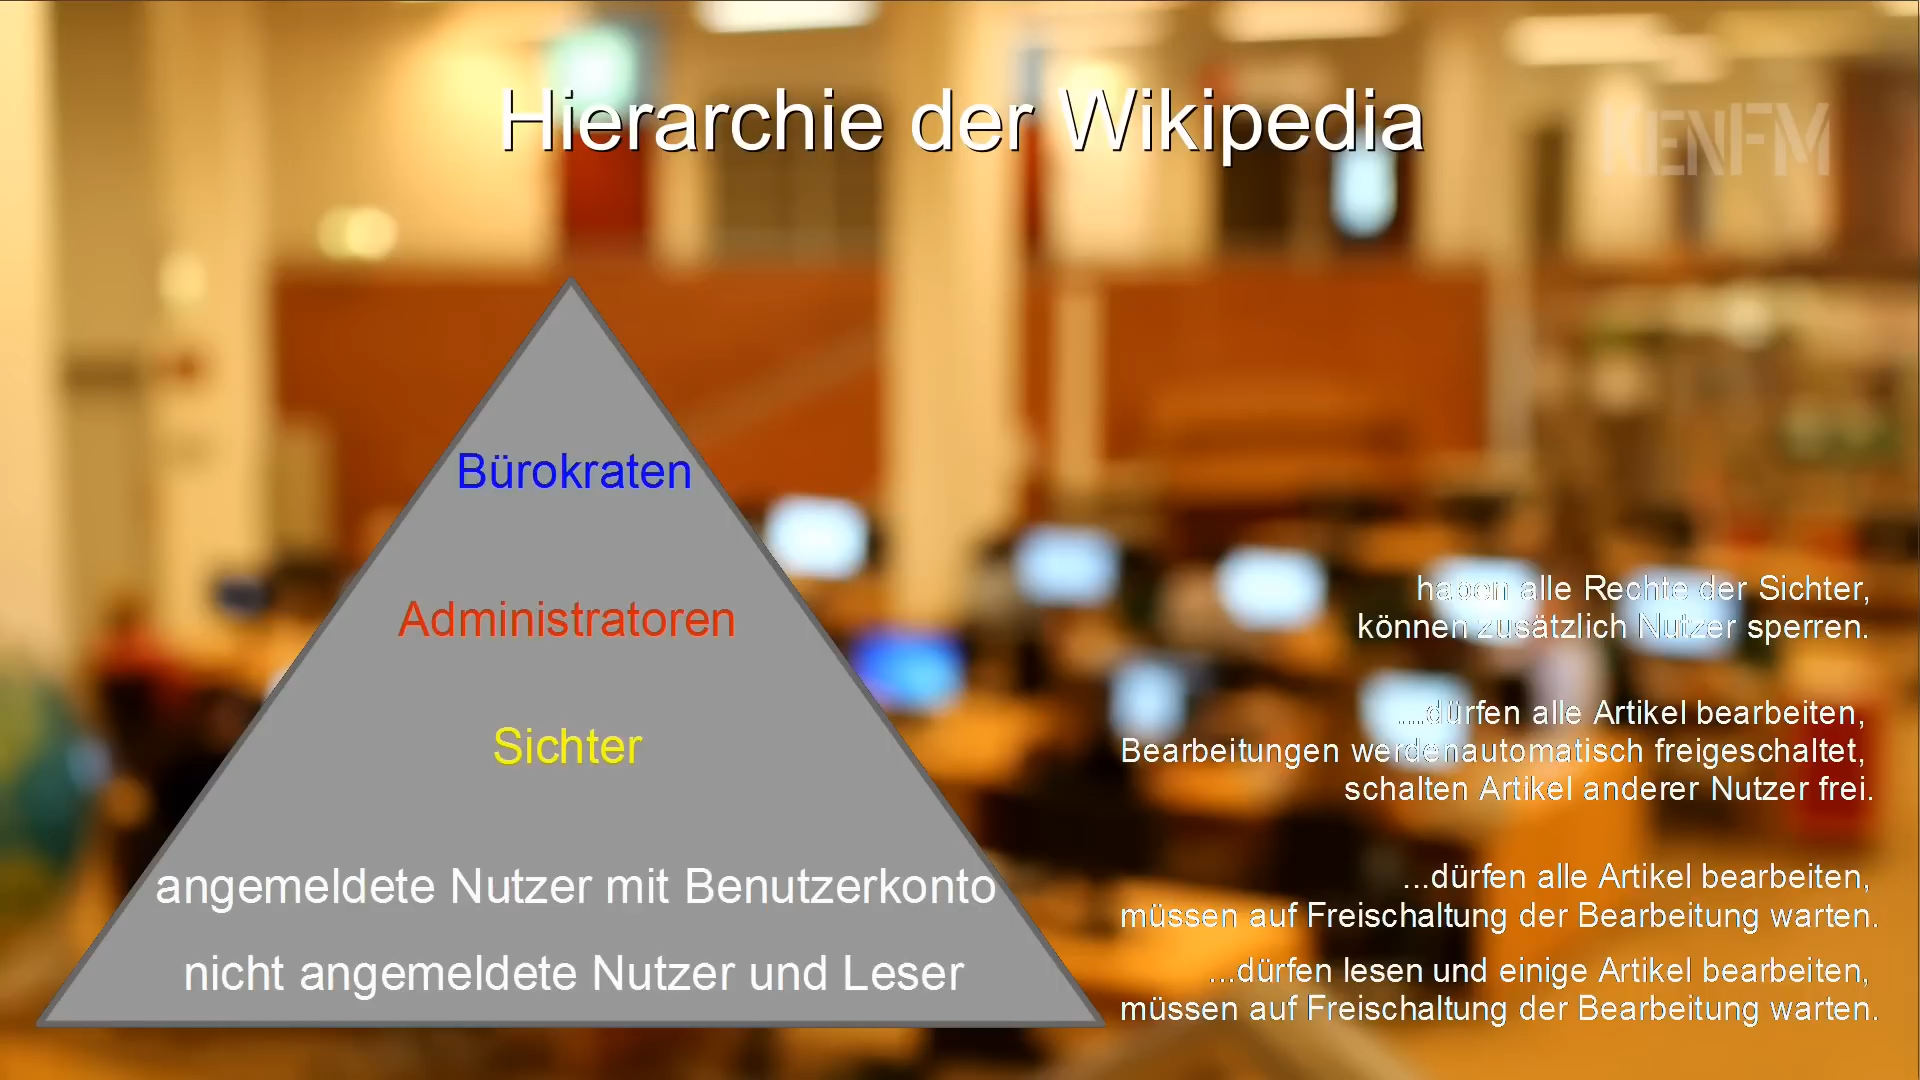 Hierarchie der Wikipedia
KENFM
Bürokraten
Administratoren
haben alle Rechte der Sichter,
können zusätzlich Nutzer sperren.
Sichter
...dürfen alle Artikel bearbeiten,
Bearbeitungen werdenautomatisch freigeschaltet,
schalten Artikel anderer Nutzer frei.
angemeldete Nutzer mit Benutzerkonto
...dürfen alle Artikel bearbeiten,
müssen auf Freischaltung der Bearbeitung warten.
nicht angemeldete Nutzer und Leser
...dürfen lesen und einige Artikel bearbeiten,
müssen auf Freischaltung der Bearbeitung warten.